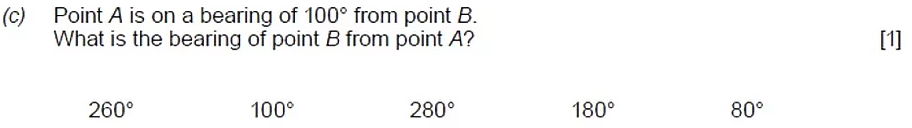 (c) Point A is on a bearing of 100° from point B.
What is the bearing of point B from point A? [1]
260° 100° 280° 180° 80°